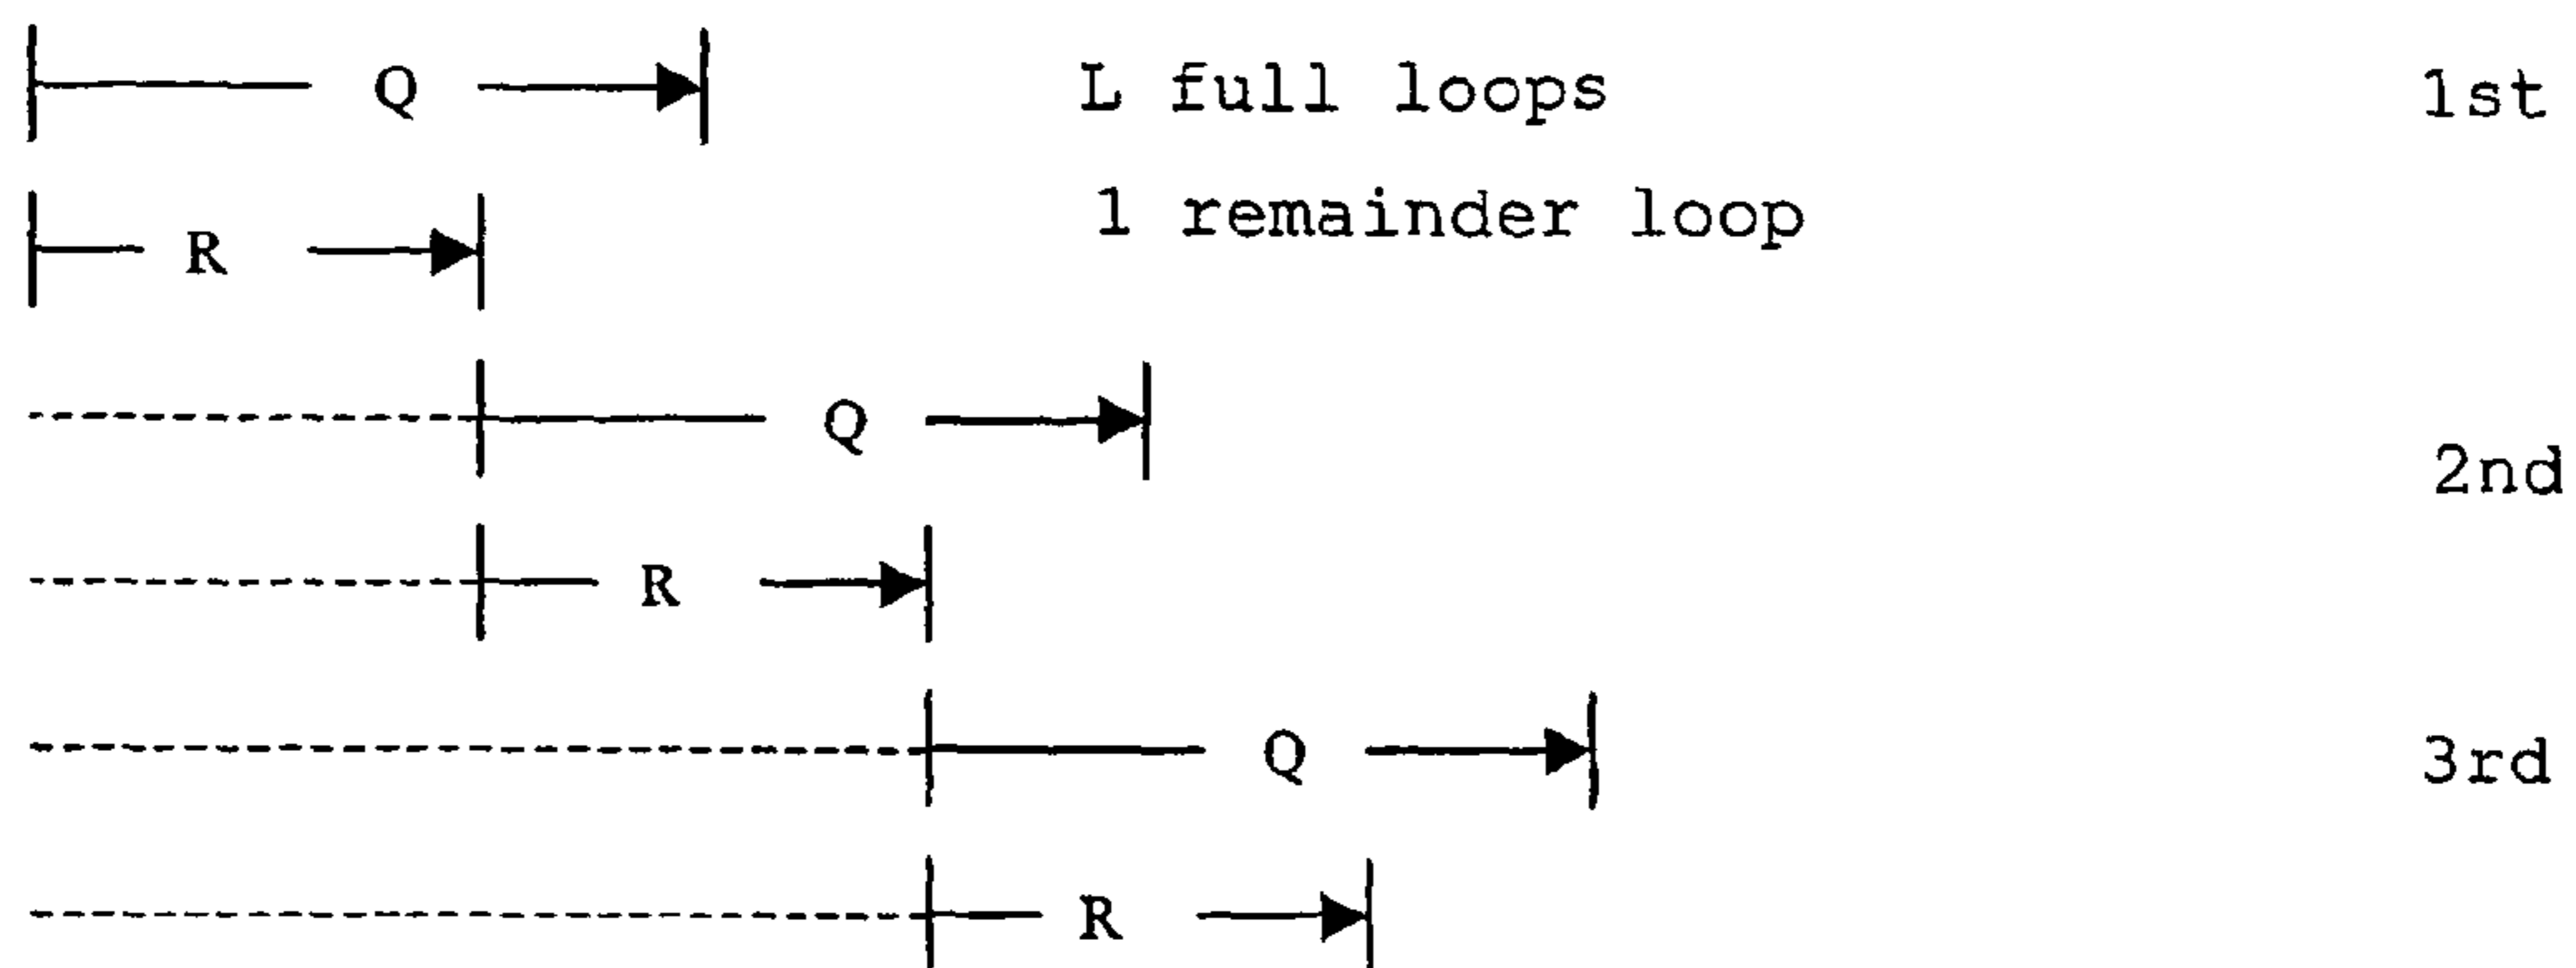 Q L full loops 1st
R 1 remainder loop
Q
2nd
R
Q 3rd
R